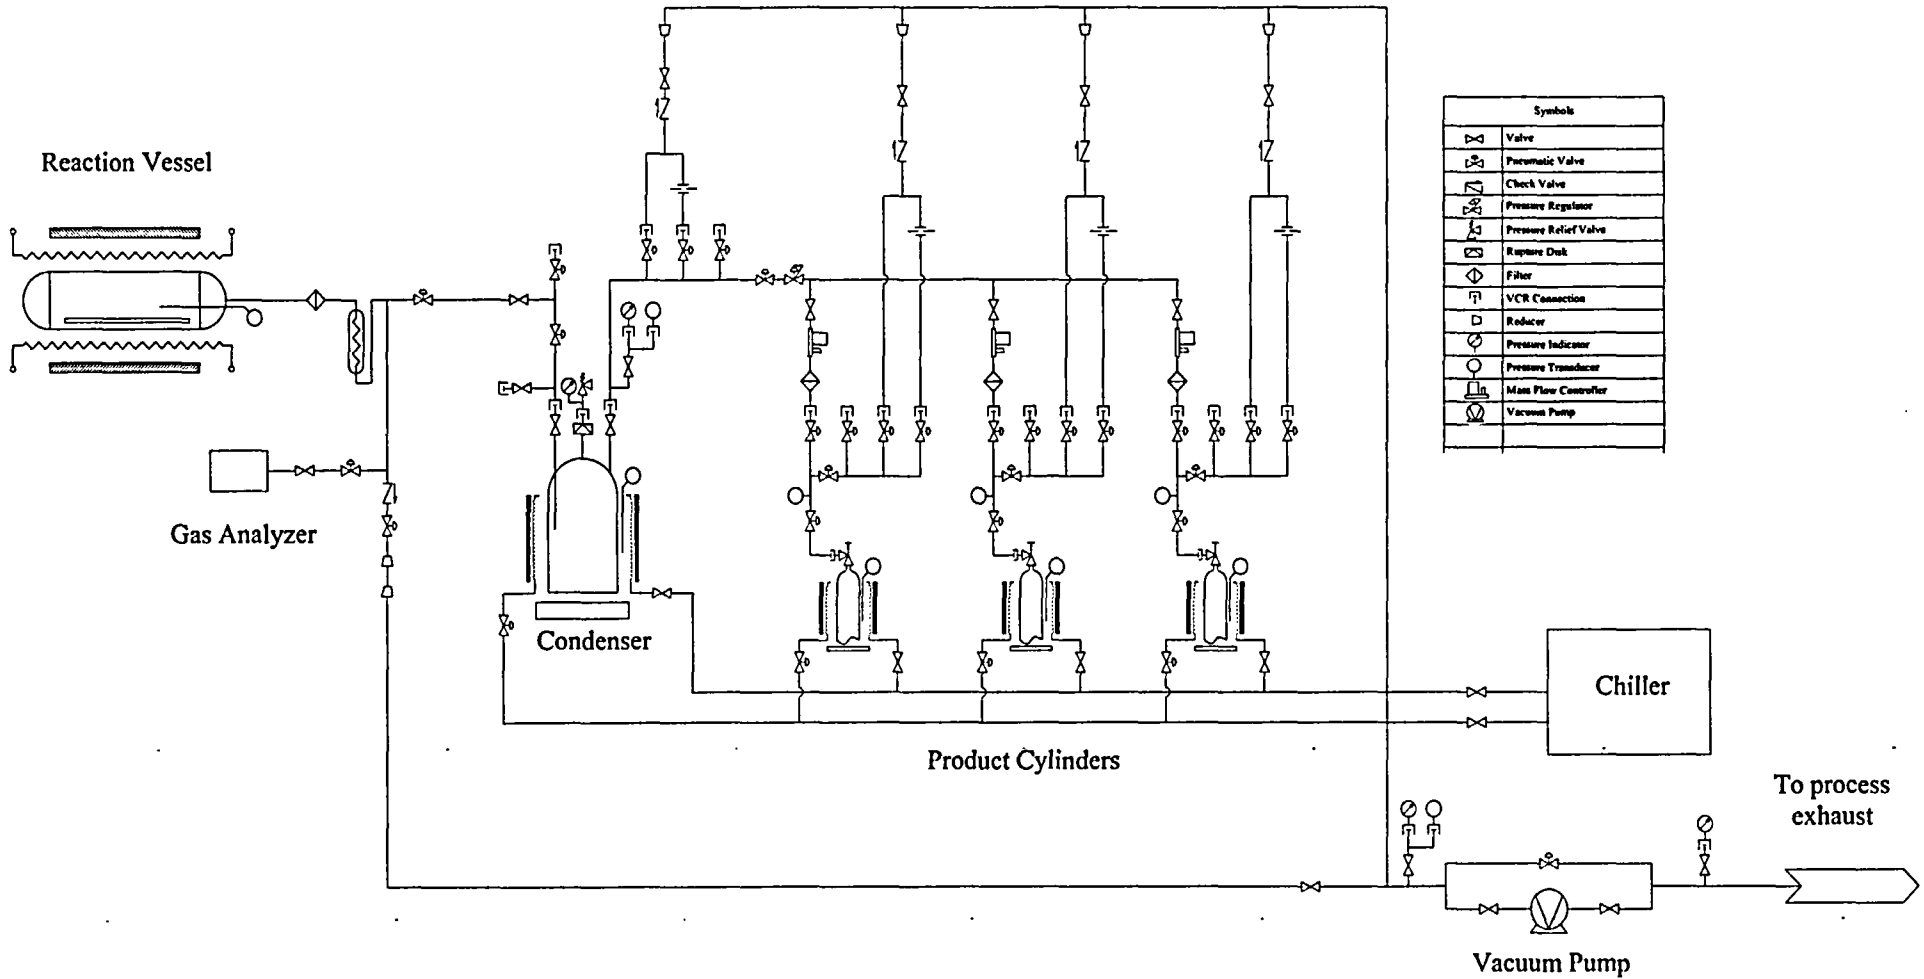 Reaction Vessel
Symbols
Valve
Pneumatic Valve
Check Valve
Pressure Regulator
Pressure Relief Valve
Rupture Disk
Filter
VCR Connection
Reducer
Pressure Indicator
Pressure Transducer
Mass Flow Controller
Vacuum Pump
Gas Analyzer
Condenser
Chiller
Product Cylinders
To process
exhaust
Vacuum Pump